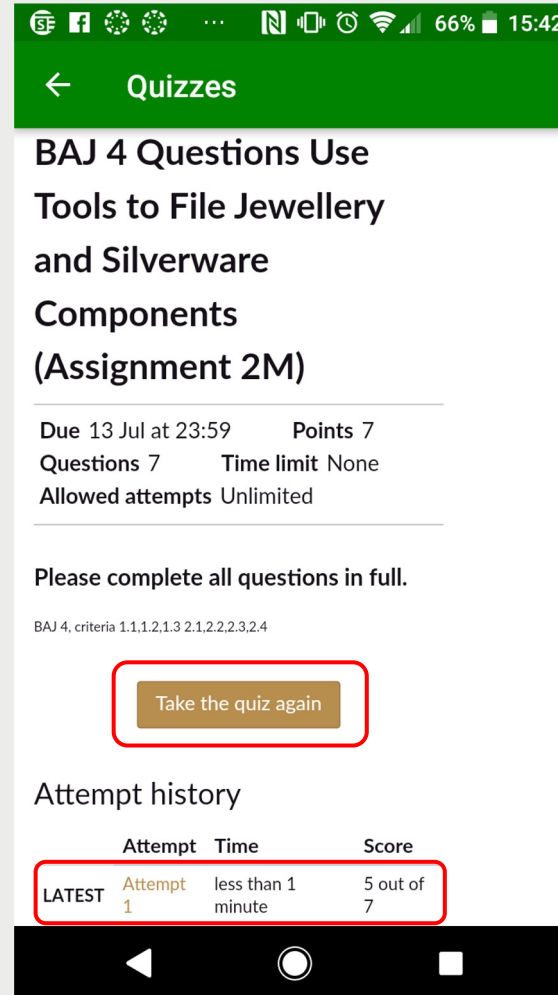 66% 15:42
Quizzes
BAJ 4 Questions Use
Tools to File Jewellery
and Silverware
Components
(Assignment 2M)
Due 13 Jul at 23:59 Points 7
Questions 7 Time limit None
Allowed attempts Unlimited
Please complete all questions in full.
BAJ 4, criteria 1.1,1.2,1.3 2.1,2.2,2.3,2.4
Take the quiz again
Attempt history
Attempt Time Score
LATEST Attempt less than 1 5 out of
1 minute 7